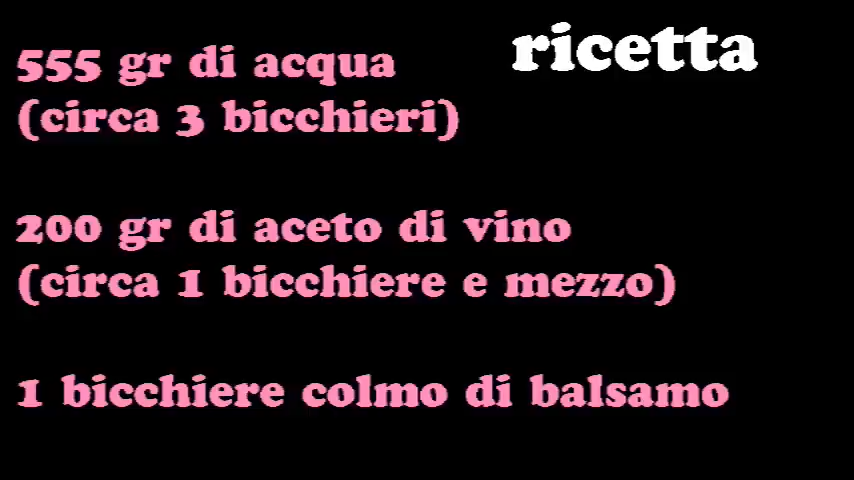 ricetta
555 gr di acqua
(circa 3 bicchieri)
200 gr di aceto di vino
(circa 1 bicchiere e mezzo)
1 bicchiere colmo di balsamo